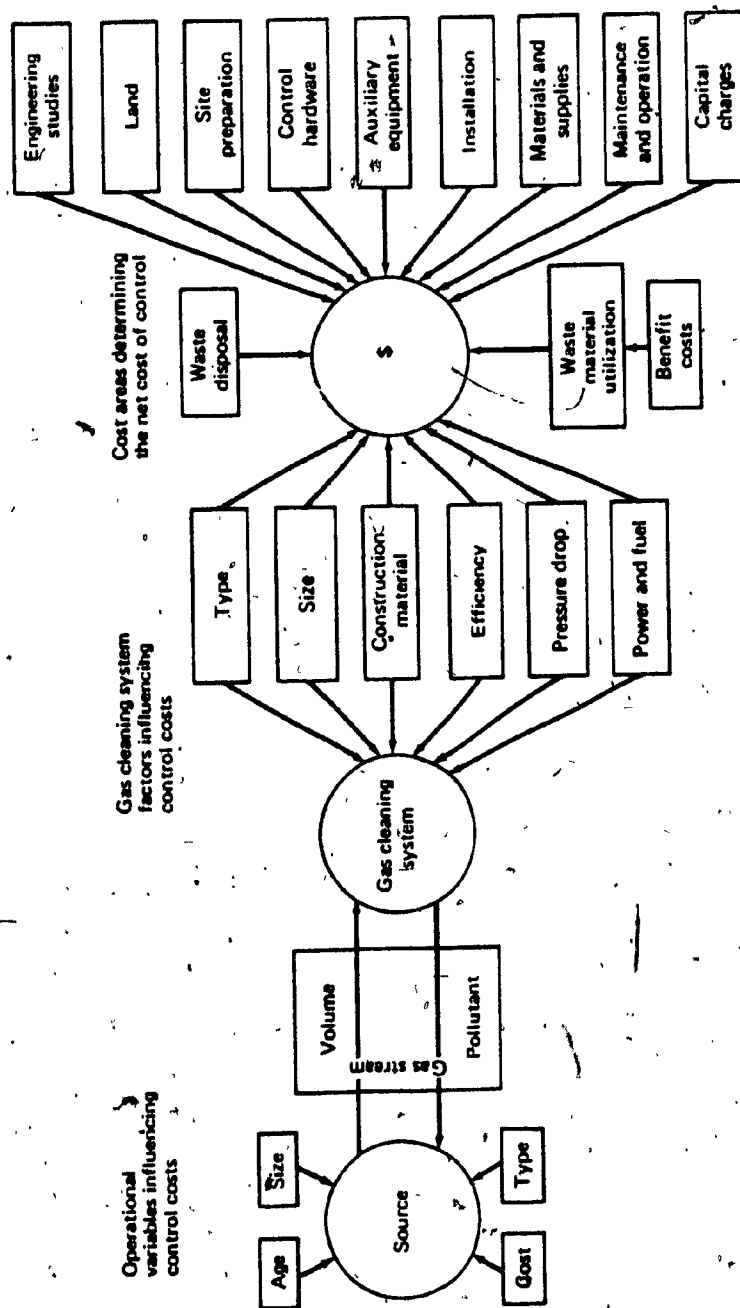 Operational
variables influencing
control costs
Gas cleaning system
factors influencing
control costs
Cost areas determining
the net cost of control
Age
Size
Source
Cost
Type
Volume
Gas stream
Pollutant
Gas cleaning
system
Type
Size
Construction
material
Efficiency
Pressure drop
Power and fuel
Waste
disposal
$
Waste
material
utilization
Benefit
costs
Engineering
studies
Land
Site
preparation
Control
hardware
Auxiliary
equipment
Installation
Materials and
supplies
Maintenance
and operation
Capital
charges